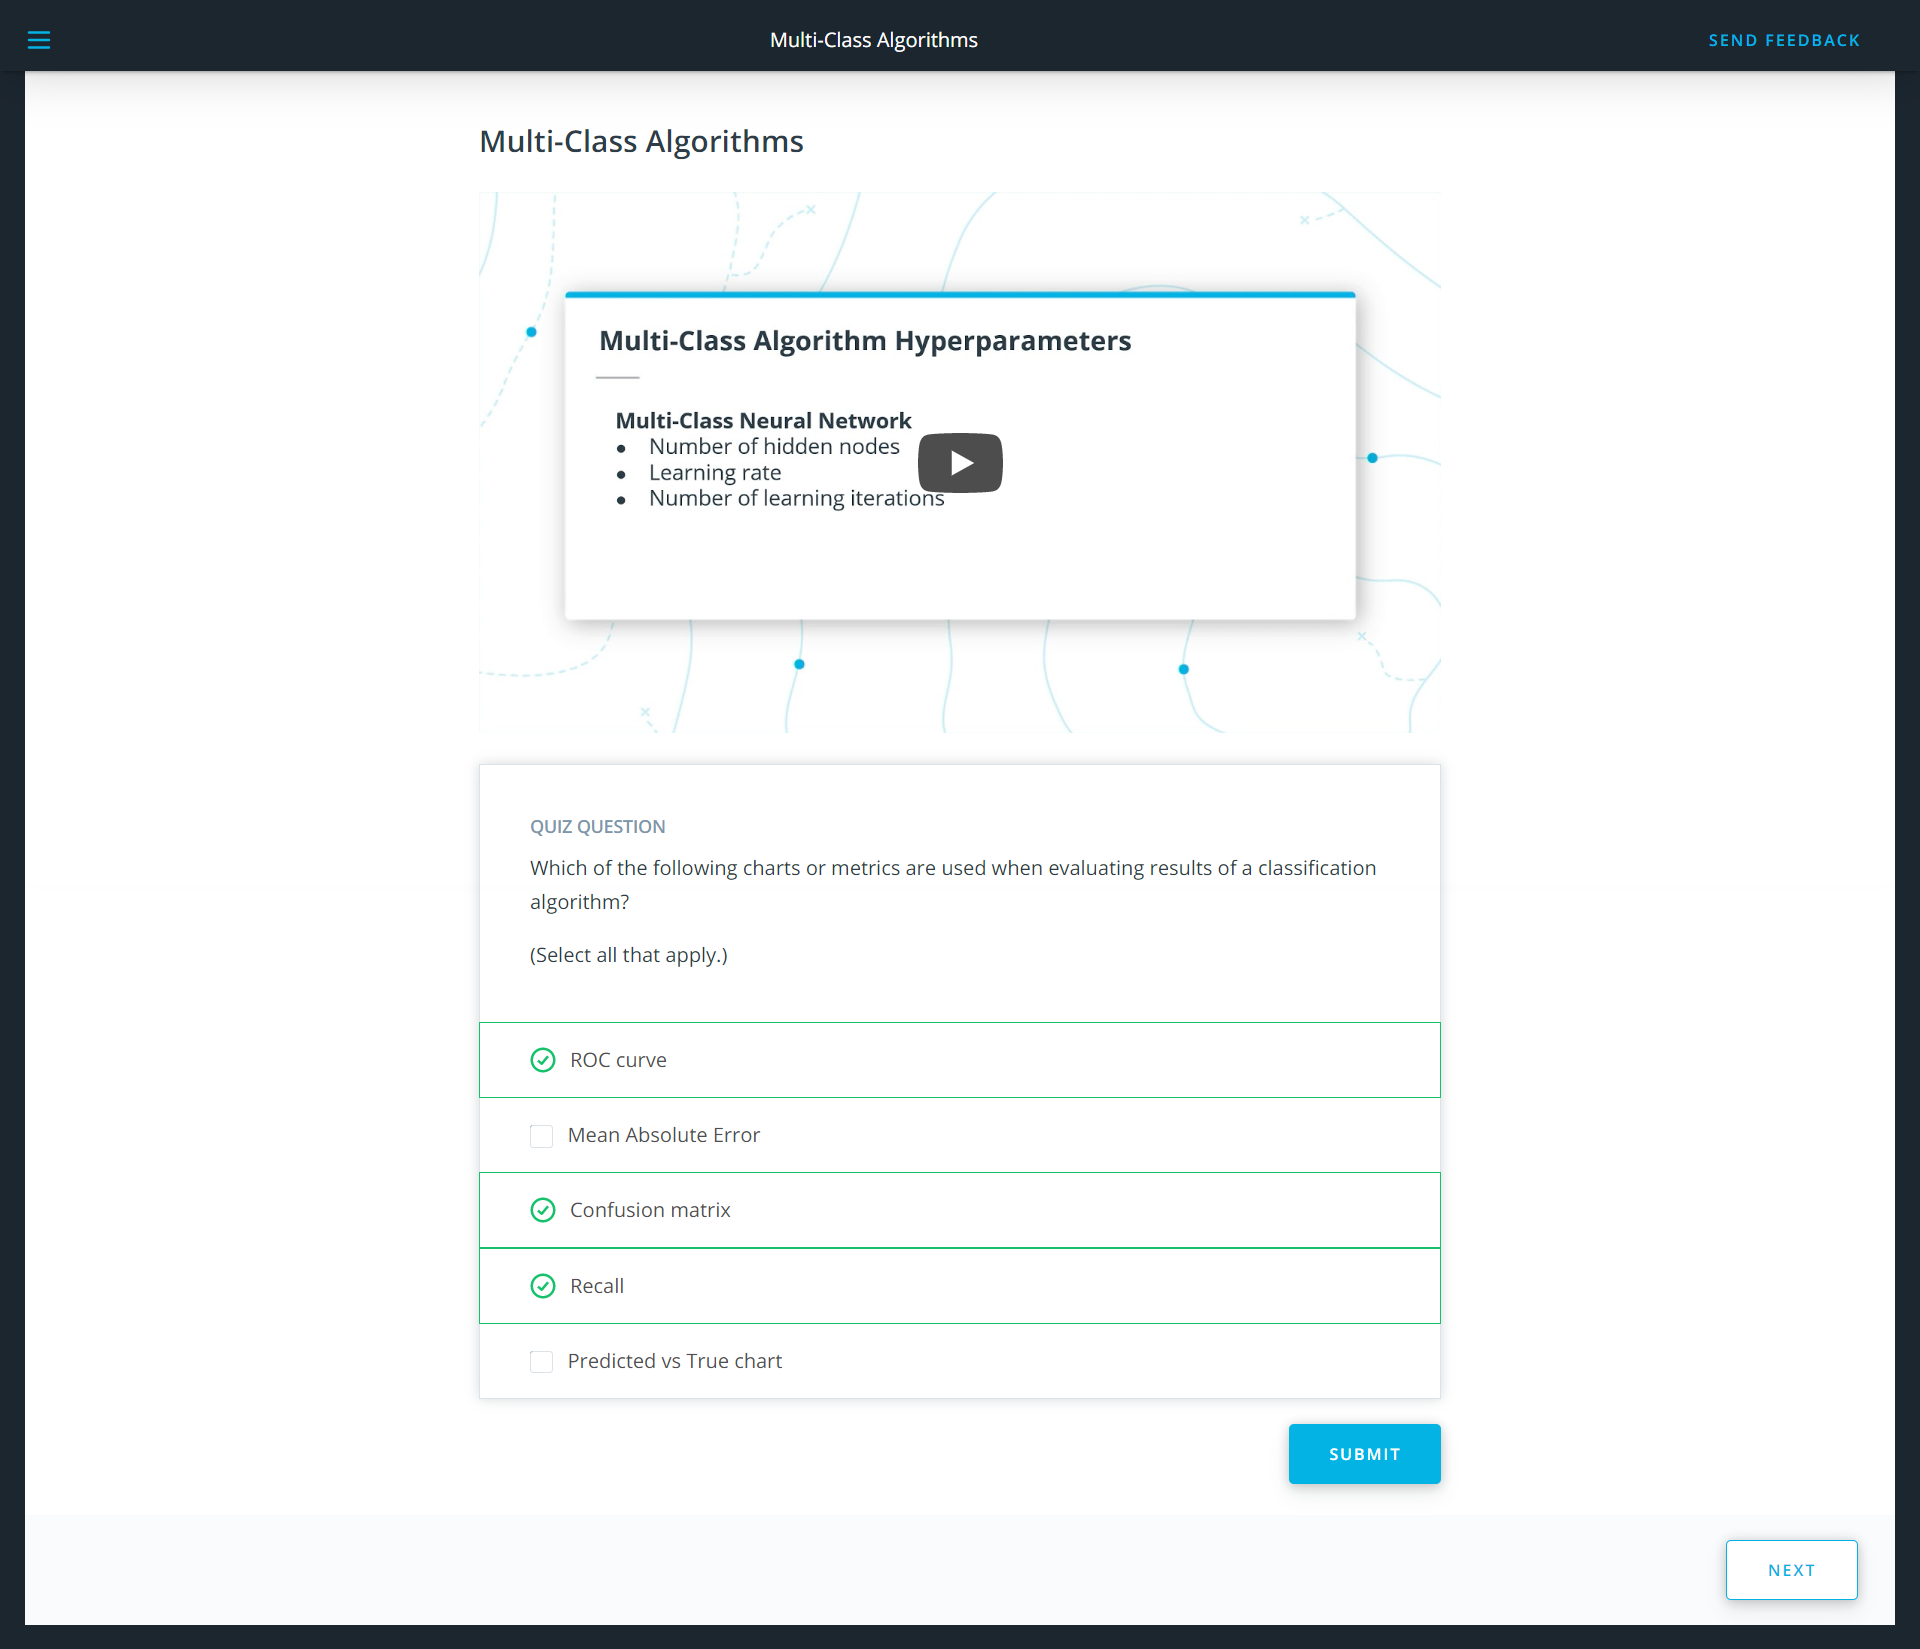 Multi-Class Algorithms
SEND FEEDBACK
Multi-Class Algorithms
Multi-Class Algorithm Hyperparameters
Multi-Class Neural Network
● Number of hidden nodes
● Learning rate
● Number of learning iterations
QUIZ QUESTION
Which of the following charts or metrics are used when evaluating results of a classification
algorithm?
(Select all that apply.)
ROC curve
Mean Absolute Error
Confusion matrix
Recall
Predicted vs True chart
SUBMIT
NEXT